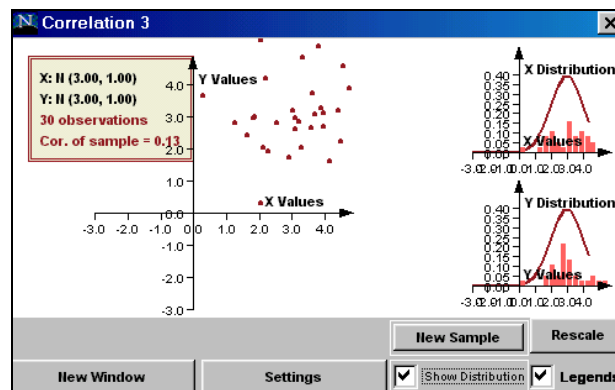 Correlation 3
X: N (3.00, 1.00)
Y: N (3.00, 1.00)
30 observations
Cor. of sample = 0.13
Y Values
4.0
3.0
2.0
1.0
0.0
X Values
-3.0 -2.0 -1.0 1.0 2.0 3.0 4.0
-1.0
-2.0
-3.0
X Distribution
0.40
0.35
0.30
0.25
0.20
0.15
0.10
0.05
0.00
X Values
Y Distribution
0.40
0.35
0.30
0.25
0.20
0.15
0.10
0.05
0.00
Y Values
New Sample
Rescale
New Window
Settings
Show Distribution
Legend